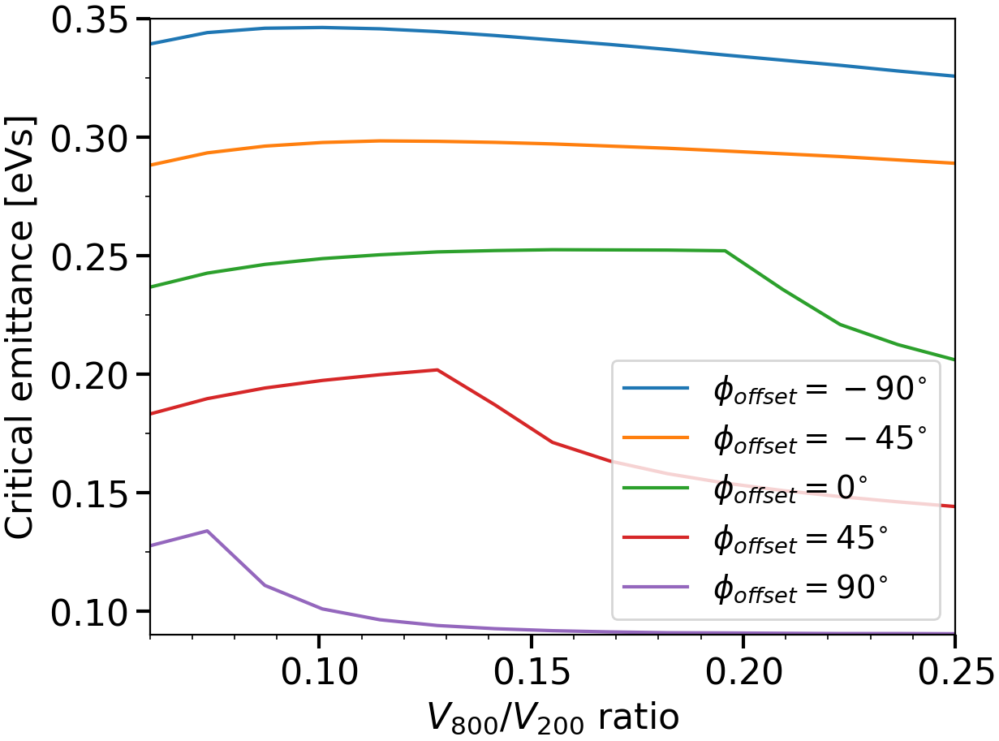 0.35
0.30
0.25
0.20
0.15
0.10
Critical emittance [eVs]
ϕ_offset = −90°
ϕ_offset = −45°
ϕ_offset = 0°
ϕ_offset = 45°
ϕ_offset = 90°
0.10 0.15 0.20 0.25
V_800/V_200 ratio